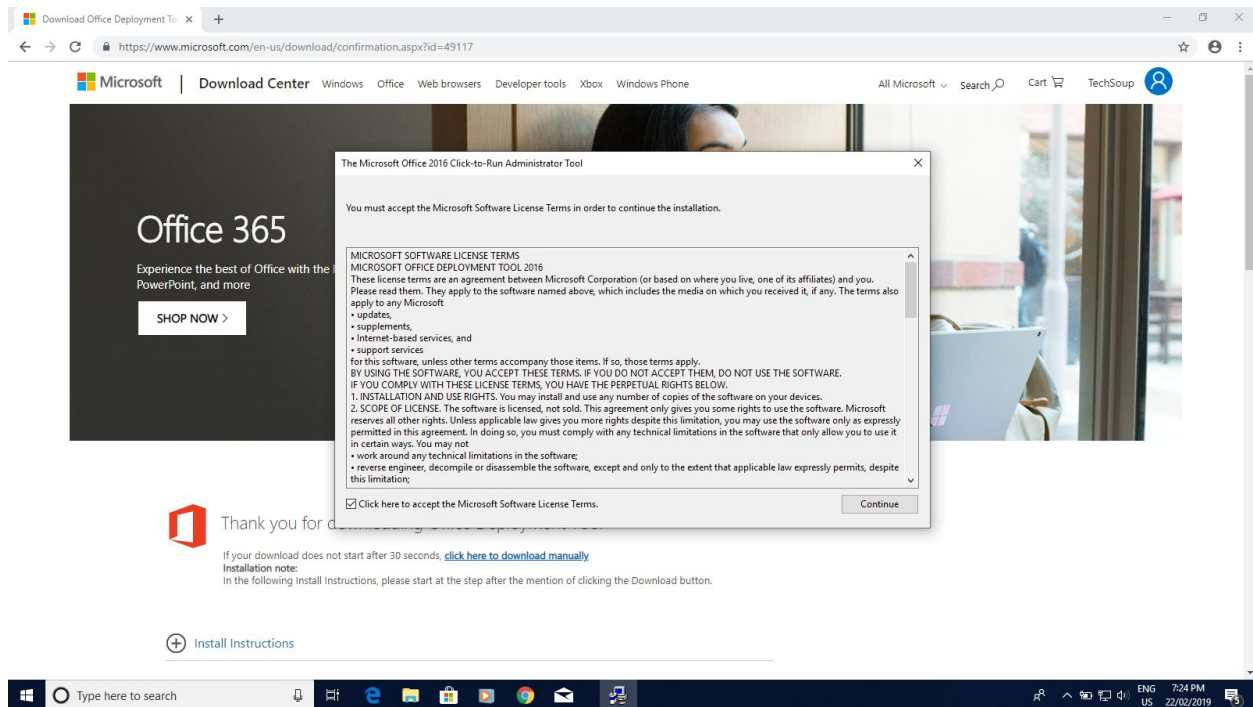 Download Office Deployment To
https://www.microsoft.com/en-us/download/confirmation.aspx?id=49117
Microsoft | Download Center Windows Office Web browsers Developer tools Xbox Windows Phone All Microsoft Search Cart TechSoup
Office 365
Experience the best of Office with the
PowerPoint, and more
SHOP NOW >
The Microsoft Office 2016 Click-to-Run Administrator Tool
You must accept the Microsoft Software License Terms in order to continue the installation.
MICROSOFT SOFTWARE LICENSE TERMS
MICROSOFT OFFICE DEPLOYMENT TOOL 2016
These license terms are an agreement between Microsoft Corporation (or based on where you live, one of its affiliates) and you.
Please read them. They apply to the software named above, which includes the media on which you received it, if any. The terms also
apply to any Microsoft
• updates,
• supplements,
• Internet-based services, and
• support services
for this software, unless other terms accompany those items. If so, those terms apply.
BY USING THE SOFTWARE, YOU ACCEPT THESE TERMS. IF YOU DO NOT ACCEPT THEM, DO NOT USE THE SOFTWARE.
IF YOU COMPLY WITH THESE LICENSE TERMS, YOU HAVE THE PERPETUAL RIGHTS BELOW.
1. INSTALLATION AND USE RIGHTS. You may install and use any number of copies of the software on your devices.
2. SCOPE OF LICENSE. The software is licensed, not sold. This agreement only gives you some rights to use the software. Microsoft
reserves all other rights. Unless applicable law gives you more rights despite this limitation, you may use the software only as expressly
permitted in this agreement. In doing so, you must comply with any technical limitations in the software that only allow you to use it
in certain ways. You may not
• work around any technical limitations in the software;
• reverse engineer, decompile or disassemble the software, except and only to the extent that applicable law expressly permits, despite
this limitation;
Click here to accept the Microsoft Software License Terms.
Continue
Thank you for downloading Office Deployment Tool
If your download does not start after 30 seconds, click here to download manually
Installation note:
In the following Install Instructions, please start at the step after the mention of clicking the Download button.
Install Instructions
Type here to search
ENG 7:24 PM
US 22/02/2019
5